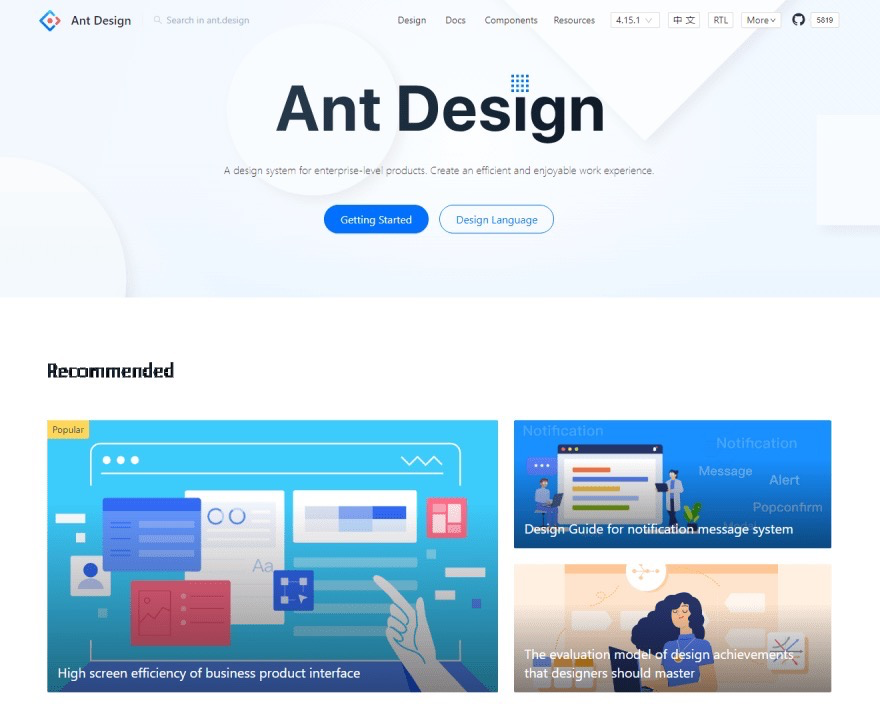 Ant Design
Search in ant.design
Design
Docs
Components
Resources
4.15.1
中 文
RTL
More
5819
Ant Design
A design system for enterprise-level products. Create an efficient and enjoyable work experience.
Getting Started
Design Language
Recommended
Popular
Aa
High screen efficiency of business product interface
Notification
Notification
Message
Alert
Popconfirm
Design Guide for notification message system
The evaluation model of design achievements
that designers should master